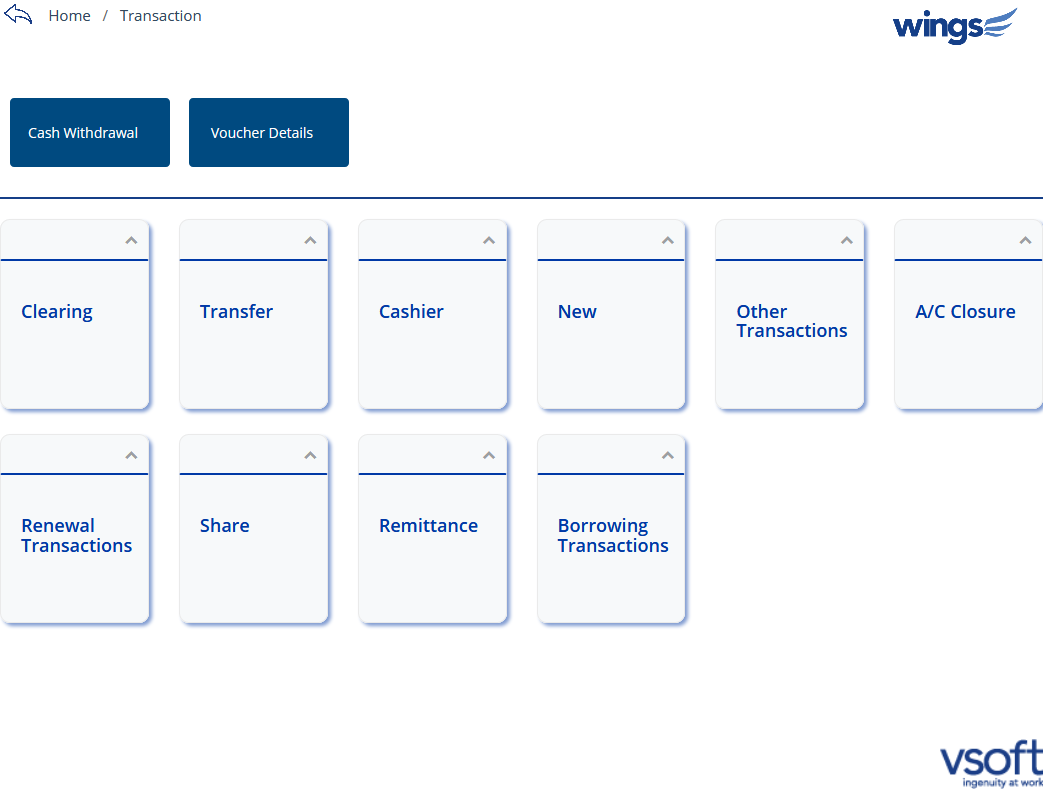 Home / Transaction
wings
Cash Withdrawal
Voucher Details
Clearing
Transfer
Cashier
New
Other
Transactions
A/C Closure
Renewal
Transactions
Share
Remittance
Borrowing
Transactions
vsoft
ingenuity at work